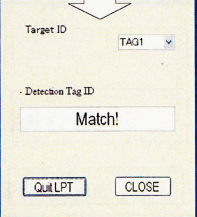 Target ID
TAG1
- Detection Tag ID
Match!
Quit LPT
CLOSE